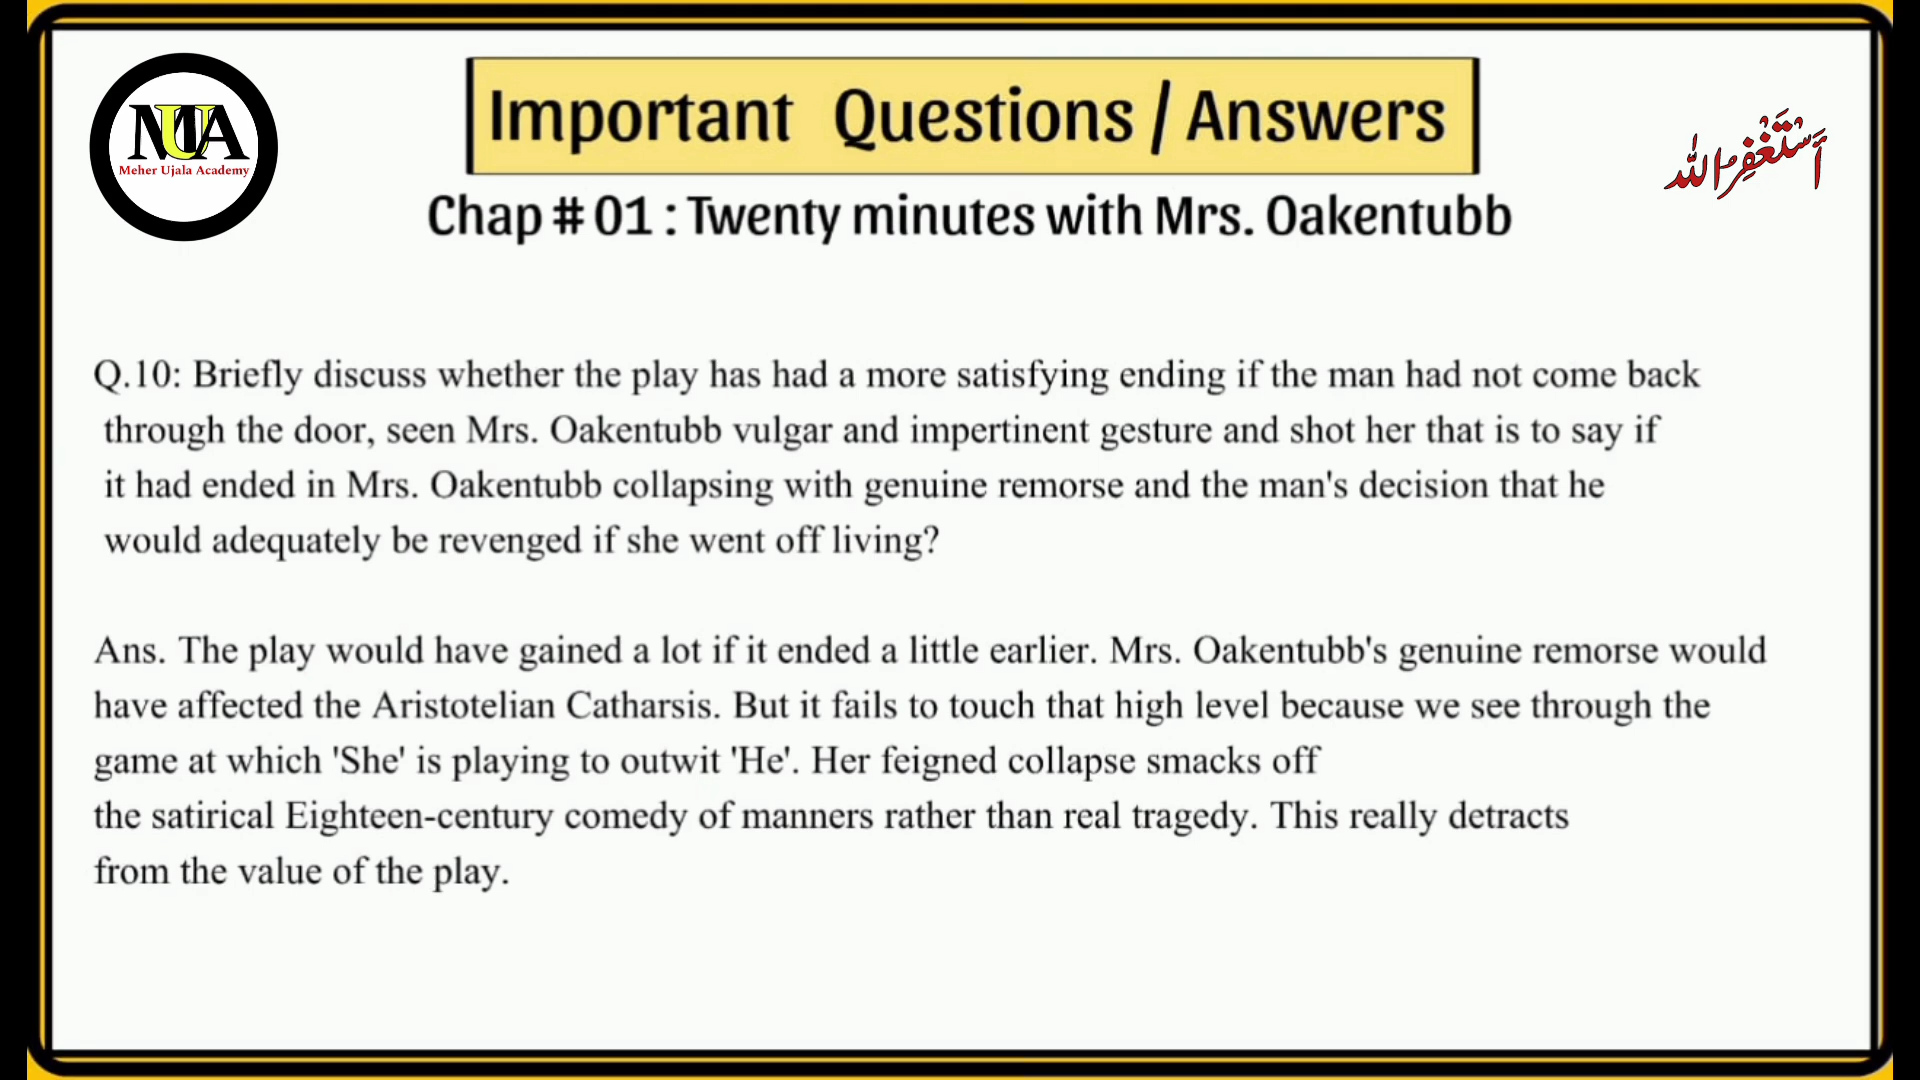 MUA
Meher Ujala Academy
Important Questions / Answers
أَسْتَغْفِرُ اللّٰه
Chap # 01 : Twenty minutes with Mrs. Oakentubb
Q.10: Briefly discuss whether the play has had a more satisfying ending if the man had not come back
through the door, seen Mrs. Oakentubb vulgar and impertinent gesture and shot her that is to say if
it had ended in Mrs. Oakentubb collapsing with genuine remorse and the man's decision that he
would adequately be revenged if she went off living?
Ans. The play would have gained a lot if it ended a little earlier. Mrs. Oakentubb's genuine remorse would
have affected the Aristotelian Catharsis. But it fails to touch that high level because we see through the
game at which 'She' is playing to outwit 'He'. Her feigned collapse smacks off
the satirical Eighteen-century comedy of manners rather than real tragedy. This really detracts
from the value of the play.